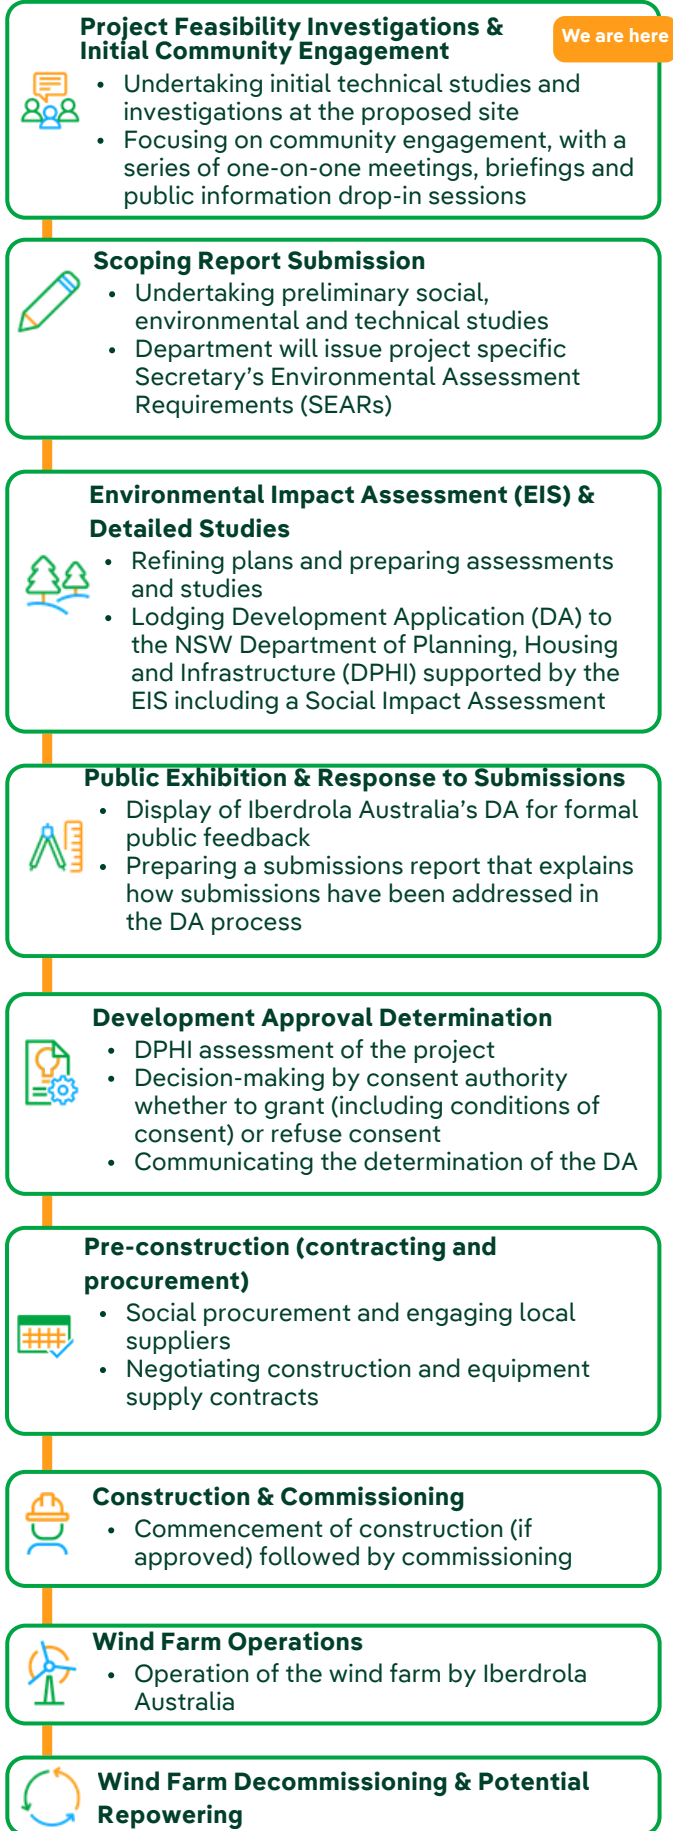 Project Feasibility Investigations &
Initial Community Engagement
We are here
• Undertaking initial technical studies and
investigations at the proposed site
• Focusing on community engagement, with a
series of one-on-one meetings, briefings and
public information drop-in sessions
Scoping Report Submission
• Undertaking preliminary social,
environmental and technical studies
• Department will issue project specific
Secretary’s Environmental Assessment
Requirements (SEARs)
Environmental Impact Assessment (EIS) &
Detailed Studies
• Refining plans and preparing assessments
and studies
• Lodging Development Application (DA) to
the NSW Department of Planning, Housing
and Infrastructure (DPHI) supported by the
EIS including a Social Impact Assessment
Public Exhibition & Response to Submissions
• Display of Iberdrola Australia’s DA for formal
public feedback
• Preparing a submissions report that explains
how submissions have been addressed in
the DA process
Development Approval Determination
• DPHI assessment of the project
• Decision-making by consent authority
whether to grant (including conditions of
consent) or refuse consent
• Communicating the determination of the DA
Pre-construction (contracting and
procurement)
• Social procurement and engaging local
suppliers
• Negotiating construction and equipment
supply contracts
Construction & Commissioning
• Commencement of construction (if
approved) followed by commissioning
Wind Farm Operations
• Operation of the wind farm by Iberdrola
Australia
Wind Farm Decommissioning & Potential
Repowering